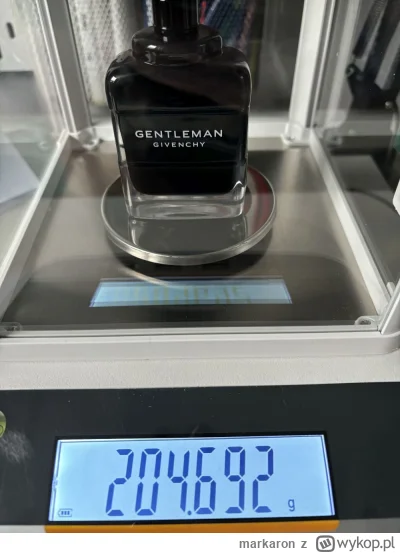 GENTLEMAN
GIVENCHY
204.692 g
markaron z wykop.pl